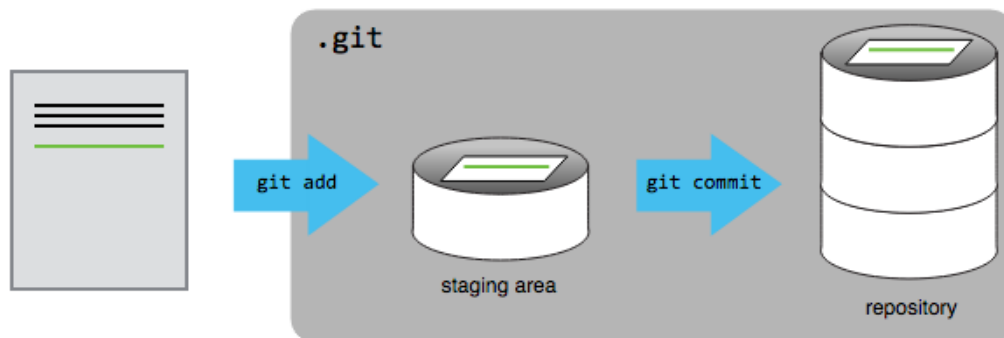 .git
git add
git commit
staging area
repository